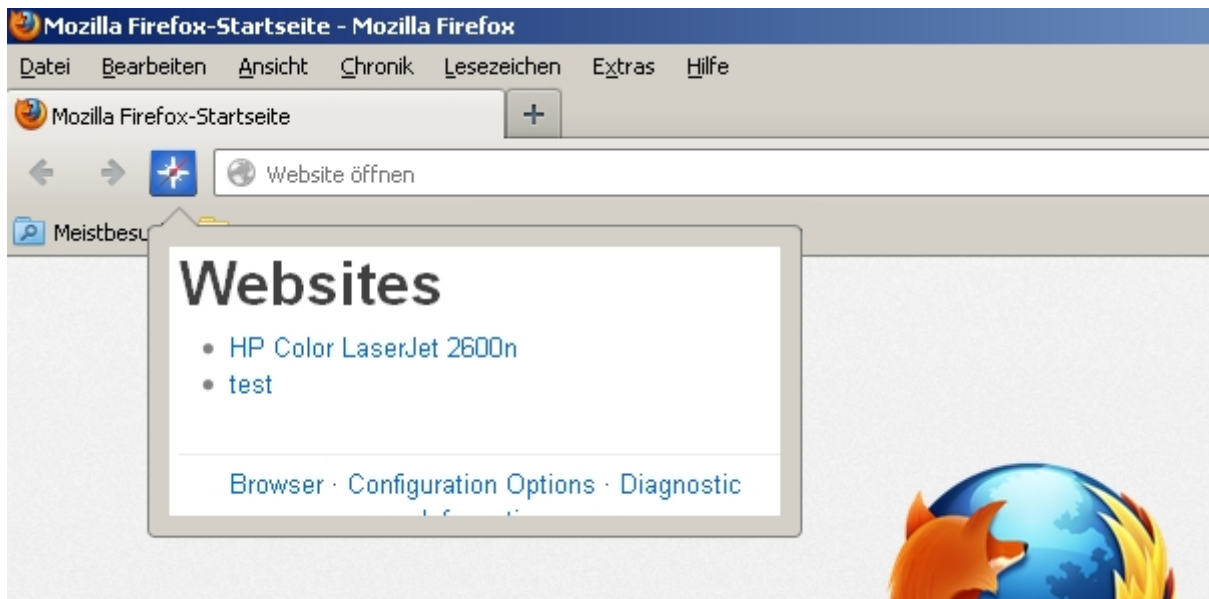 Mozilla Firefox-Startseite - Mozilla Firefox
Datei Bearbeiten Ansicht Chronik Lesezeichen Extras Hilfe
Mozilla Firefox-Startseite +
Website öffnen
Websites
• HP Color LaserJet 2600n
• test
Browser · Configuration Options · Diagnostic